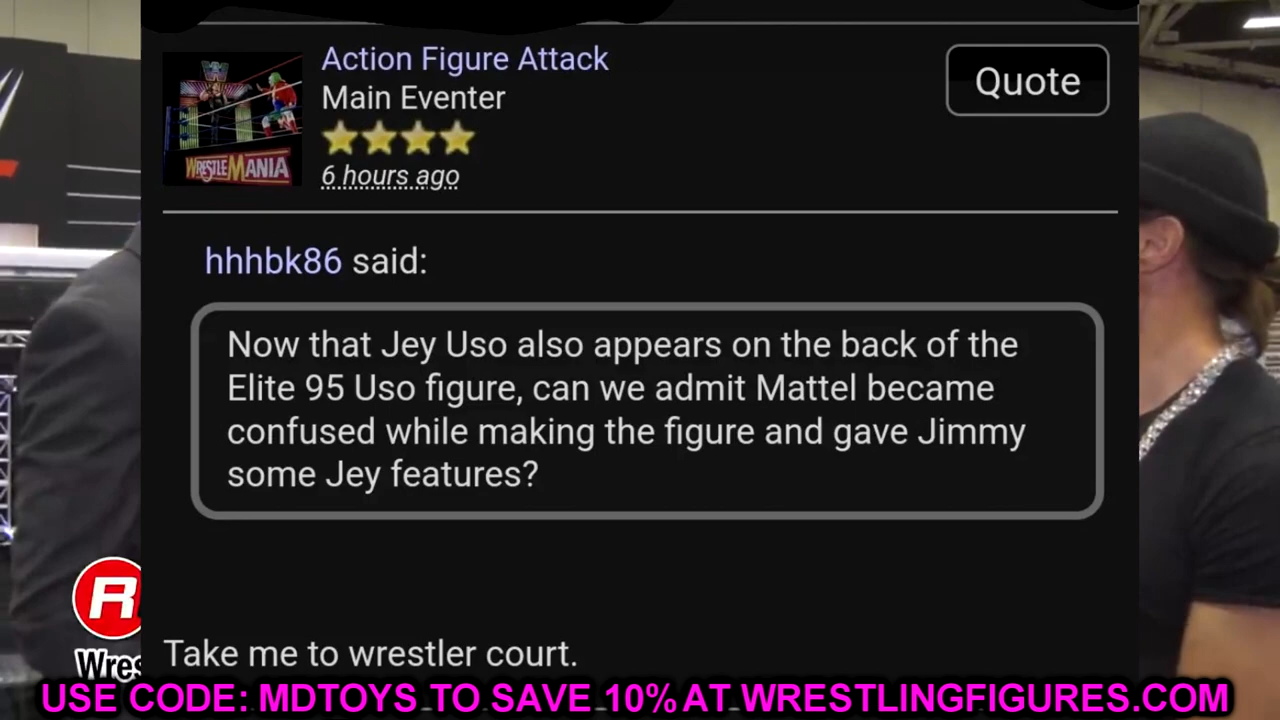 Action Figure Attack
Quote
Main Eventer
6 hours ago
WRESTLEMANIA
hhhbk86 said:
Now that Jey Uso also appears on the back of the
Elite 95 Uso figure, can we admit Mattel became
confused while making the figure and gave Jimmy
some Jey features?
R
Wres
Take me to wrestler court.
USE CODE: MDTOYS TO SAVE 10% AT WRESTLINGFIGURES.COM